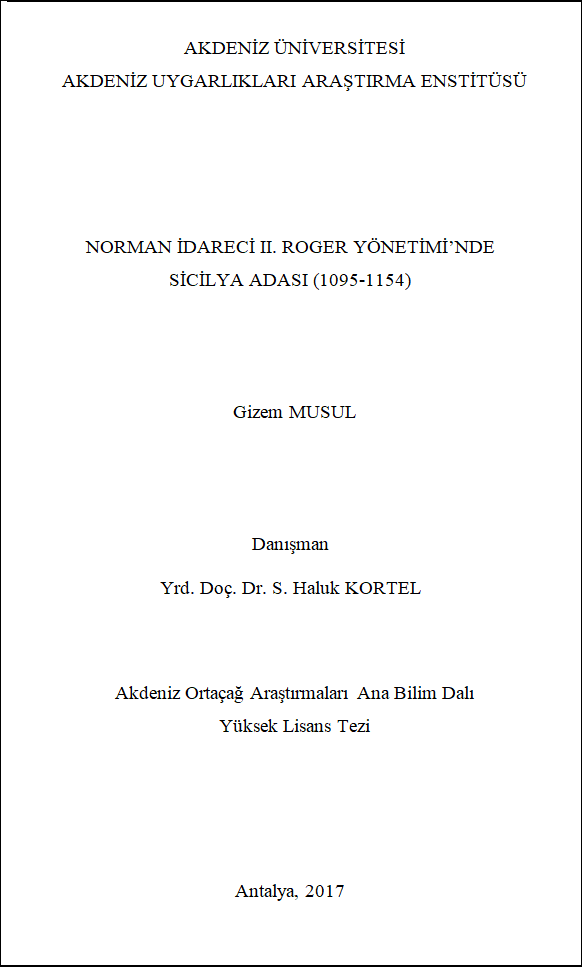 AKDENİZ ÜNİVERSİTESİ
AKDENİZ UYGARLIKLARI ARAŞTIRMA ENSTİTÜSÜ
NORMAN İDARECİ II. ROGER YÖNETİMİ’NDE
SİCİLYA ADASI (1095-1154)
Gizem MUSUL
Danışman
Yrd. Doç. Dr. S. Haluk KORTEL
Akdeniz Ortaçağ Araştırmaları Ana Bilim Dalı
Yüksek Lisans Tezi
Antalya, 2017